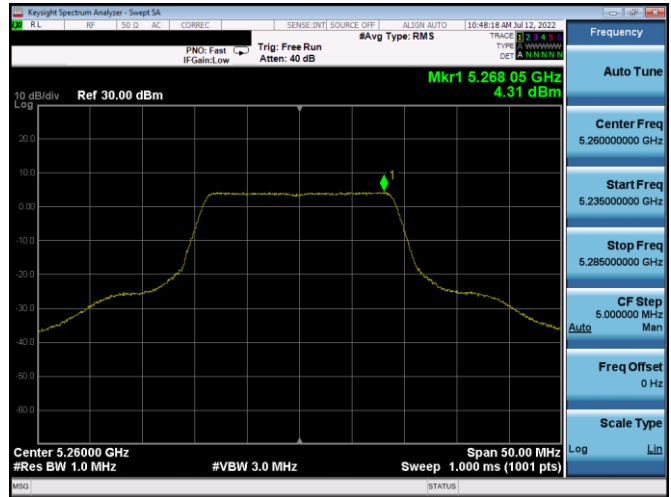 Keysight Spectrum Analyzer - Swept SA
RL RF 50 Ω AC CORREC SENSE:INT SOURCE OFF ALIGN AUTO 10:48:18 AM Jul 12, 2022
#Avg Type: RMS
TRACE 1 2 3 4 5 6
PNO: Fast Trig: Free Run
TYPE A WWWWW
IFGain:Low Atten: 40 dB
DET A N N N N N
Mkr1 5.268 05 GHz
4.31 dBm
10 dB/div Ref 30.00 dBm
Log
20.0
10.0
1
0.00
-10.0
-20.0
-30.0
-40.0
-50.0
-60.0
Center 5.26000 GHz Span 50.00 MHz
#Res BW 1.0 MHz #VBW 3.0 MHz Sweep 1.000 ms (1001 pts)
MSG STATUS
Frequency
Auto Tune
Center Freq
5.260000000 GHz
Start Freq
5.235000000 GHz
Stop Freq
5.285000000 GHz
CF Step
5.000000 MHz
Auto Man
Freq Offset
0 Hz
Scale Type
Log Lin